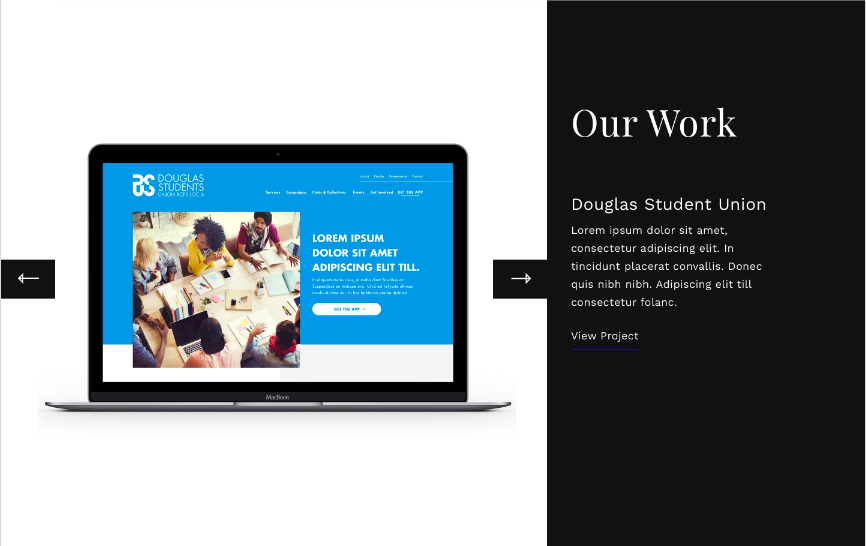 Our Work
Douglas Student Union
Lorem ipsum dolor sit amet,
consectetur adipiscing elit. In
tincidunt placerat convallis. Donec
quis nibh nibh. Adipiscing elit till
consectetur folanc.
View Project
DOUGLAS
STUDENTS
UNION BCFS LOC 6
About People Governance Contact
Services Campaigns Clubs & Collectives Events Get Involved GET THE APP
LOREM IPSUM
DOLOR SIT AMET
ADIPISCING ELIT TILL.
GET THE APP
MacBook